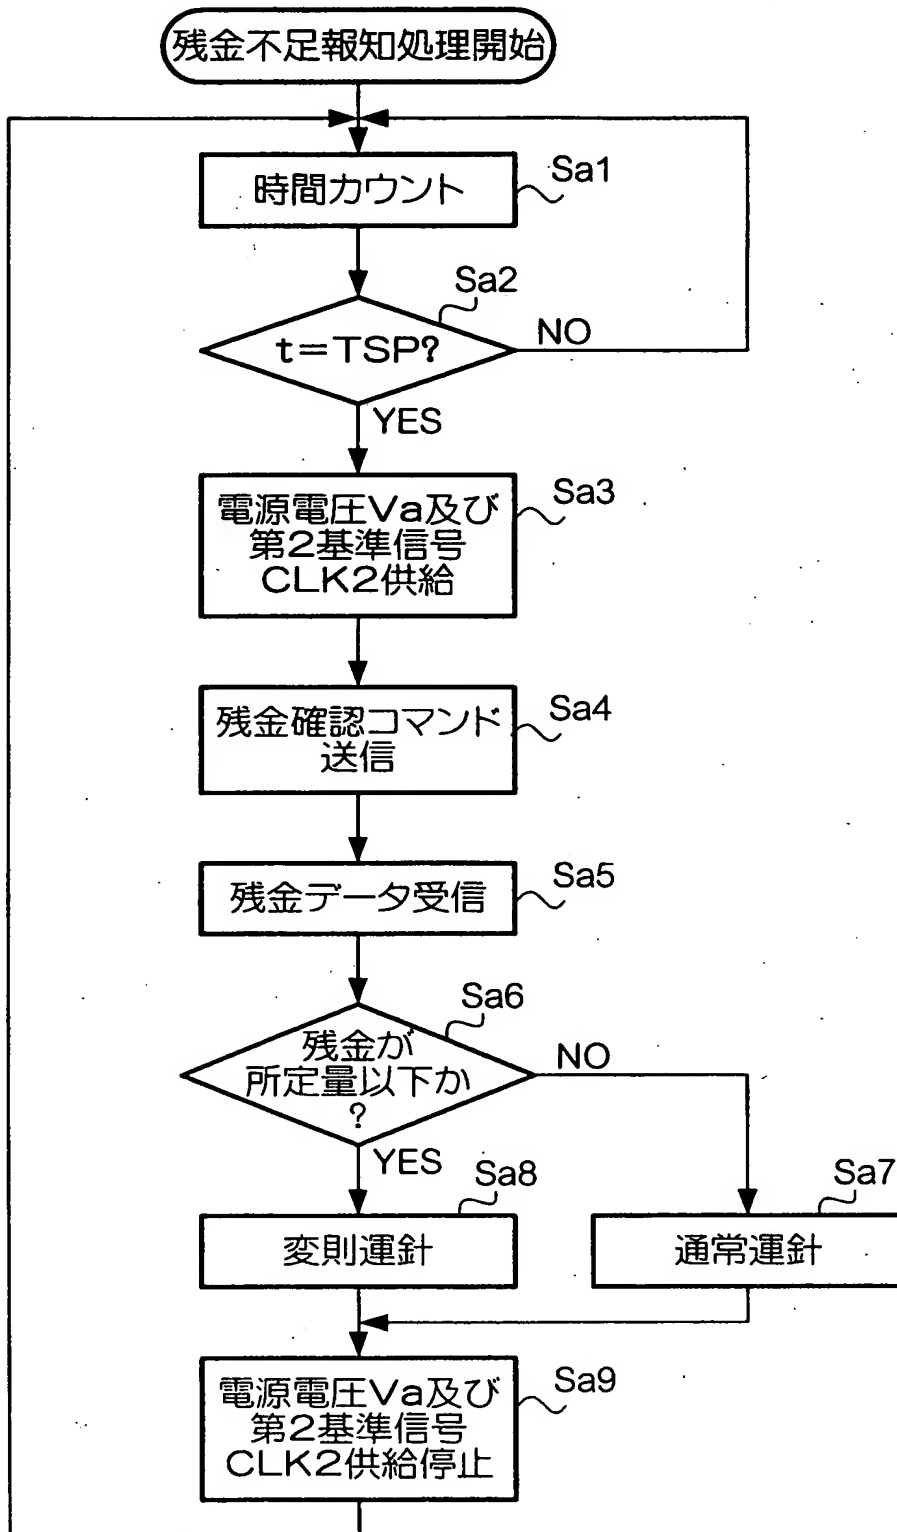 残金不足報知処理開始
時間カウント
Sa1
Sa2
t=TSP?
NO
YES
電源電圧Va及び
第2基準信号
CLK2供給
Sa3
残金確認コマンド
送信
Sa4
残金データ受信
Sa5
Sa6
残金が
所定量以下か
?
NO
YES
Sa8
変則運針
Sa7
通常運針
電源電圧Va及び
第2基準信号
CLK2供給停止
Sa9